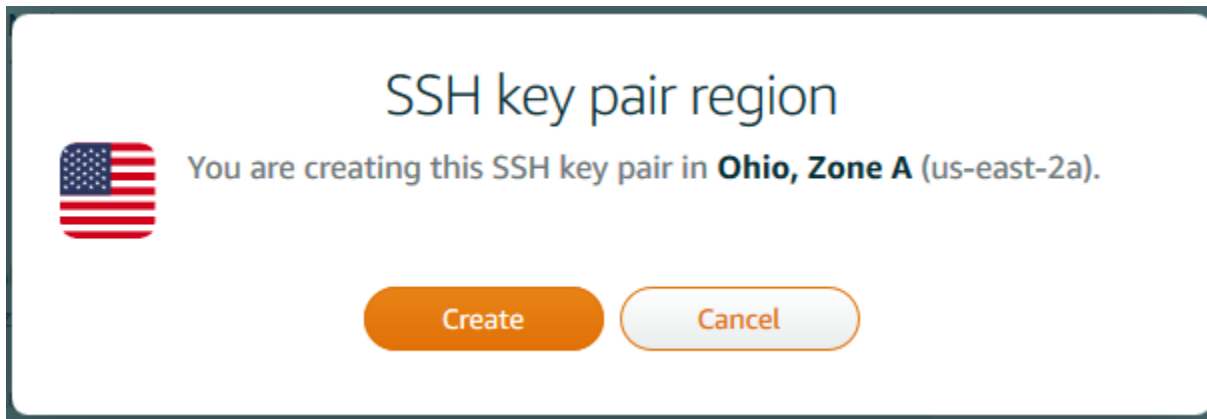 SSH key pair region
You are creating this SSH key pair in Ohio, Zone A (us-east-2a).
Create
Cancel